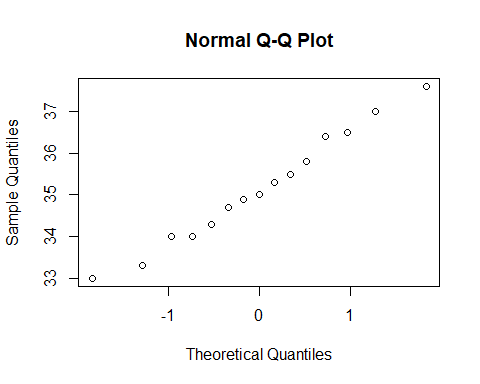 Normal Q-Q Plot
Sample Quantiles
37
36
35
34
33
-1
0
1
Theoretical Quantiles